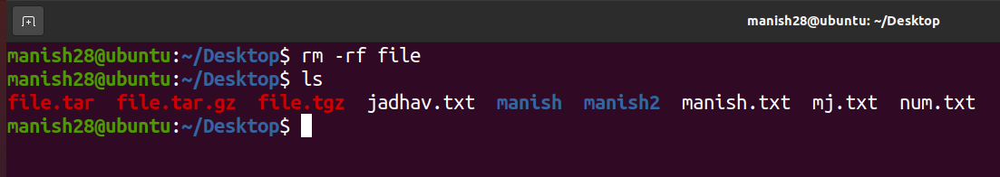 manish28@ubuntu: ~/Desktop
manish28@ubuntu:~/Desktop$ rm -rf file
manish28@ubuntu:~/Desktop$ ls
file.tar  file.tar.gz  file.tgz  jadhav.txt  manish  manish2  manish.txt  mj.txt  num.txt
manish28@ubuntu:~/Desktop$